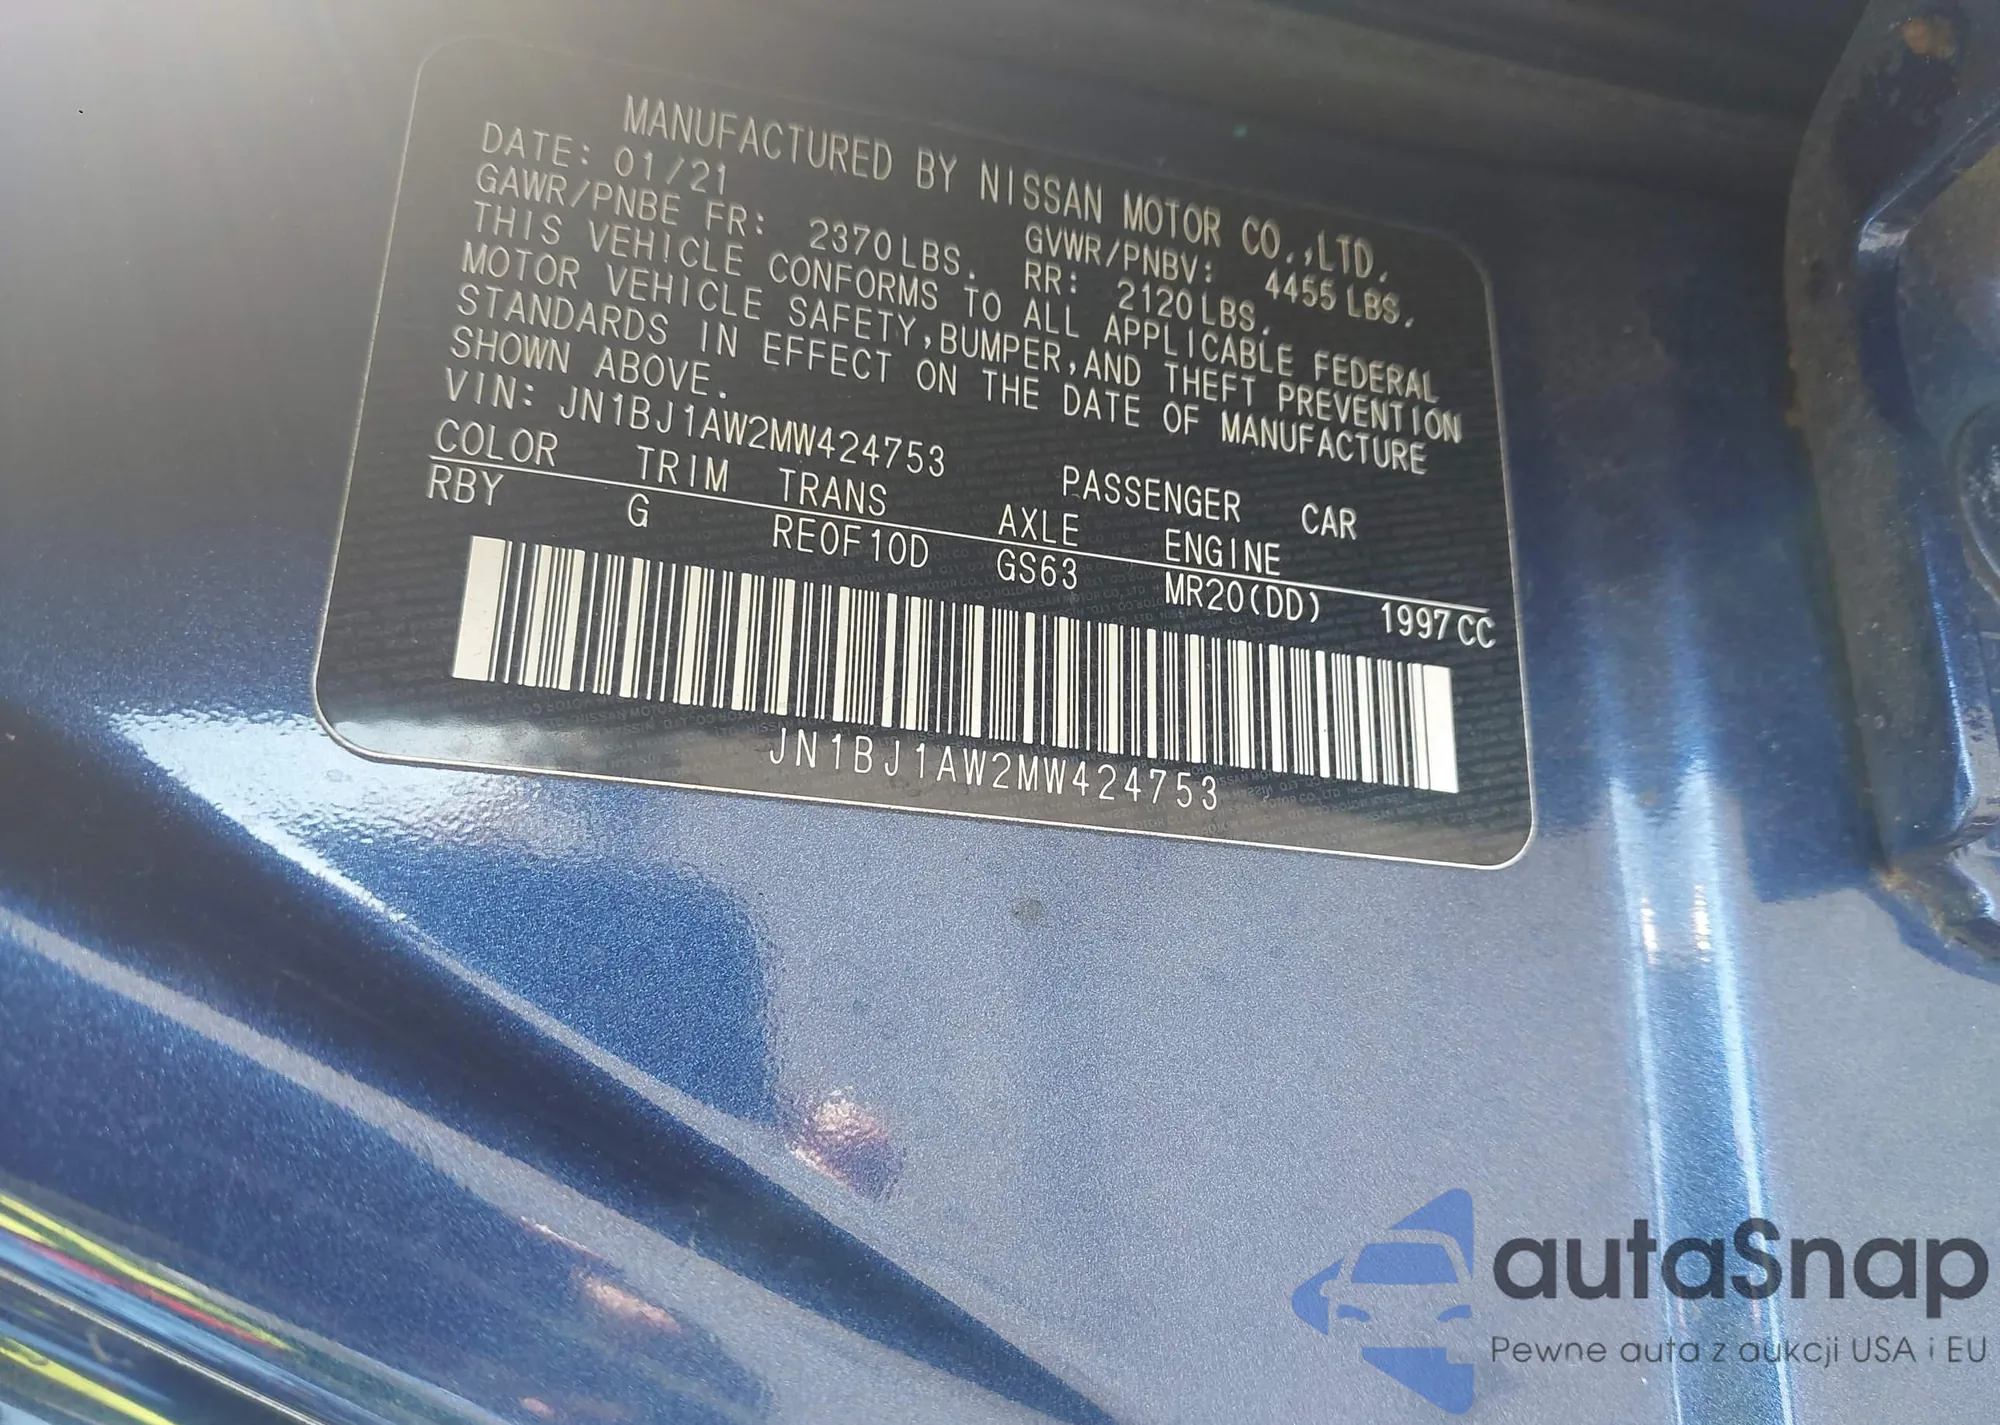 MANUFACTURED BY NISSAN MOTOR CO.,LTD.
DATE: 01/21 GVWR/PNBV: 4455LBS.
GAWR/PNBE FR: 2370LBS. RR: 2120LBS.
THIS VEHICLE CONFORMS TO ALL APPLICABLE FEDERAL
MOTOR VEHICLE SAFETY,BUMPER,AND THEFT PREVENTION
STANDARDS IN EFFECT ON THE DATE OF MANUFACTURE
SHOWN ABOVE.
VIN: JN1BJ1AW2MW424753 PASSENGER CAR
COLOR TRIM TRANS AXLE ENGINE
RBY G RE0F10D GS63 MR20(DD) 1997CC
JN1BJ1AW2MW424753
autaSnap
Pewne auta z aukcji USA i EU